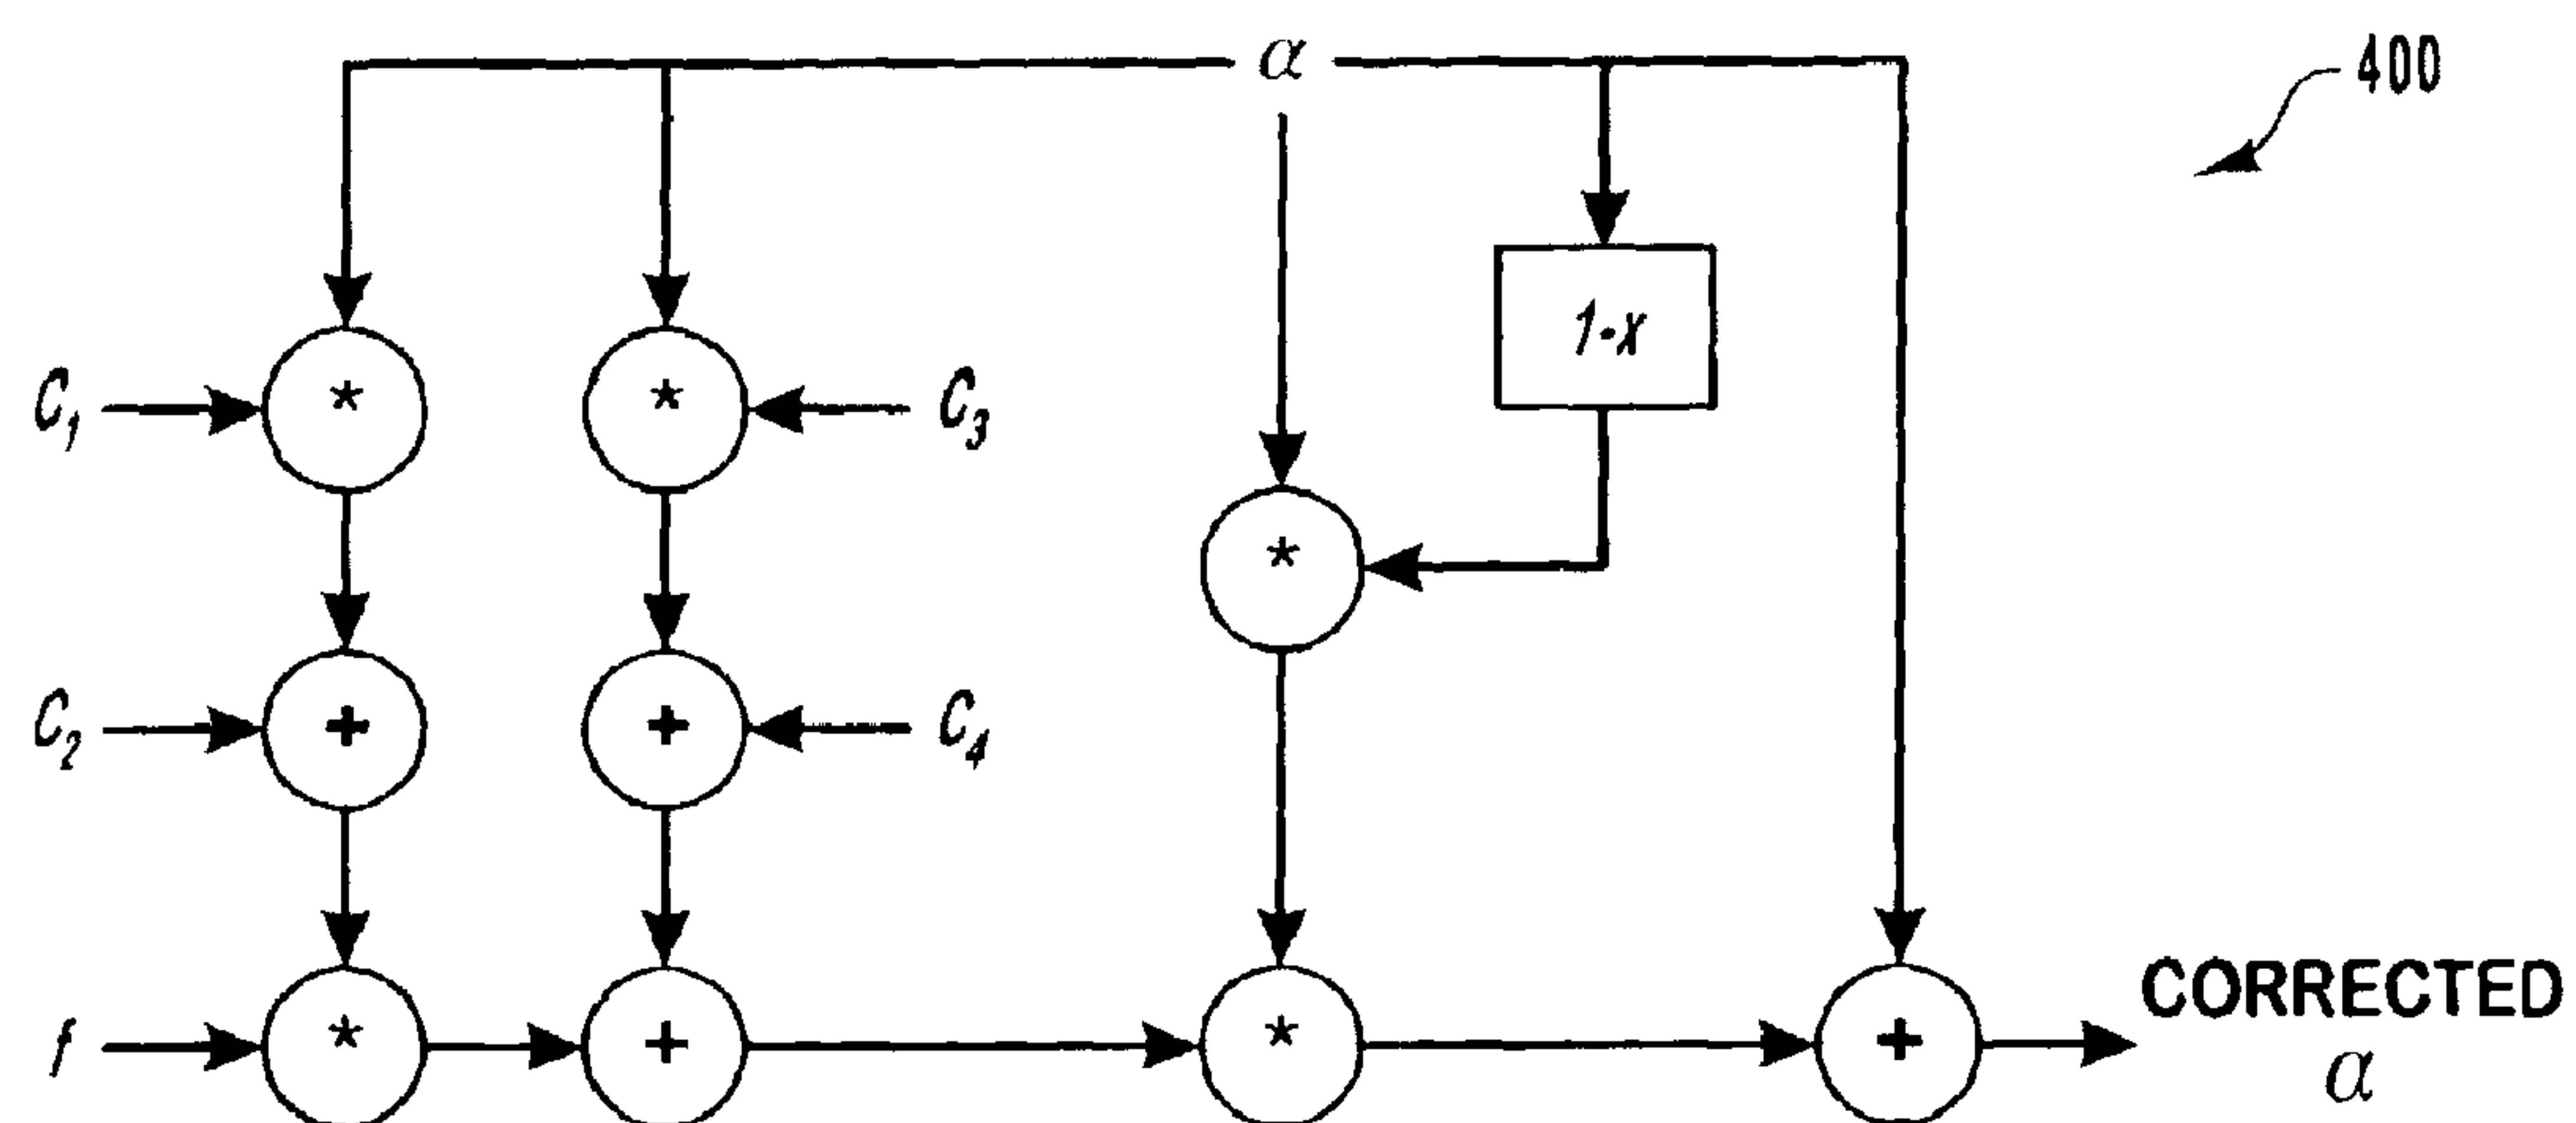 α
400
1-x
C₁ * * C₃
*
C₂ + + C₄
f * + * +
CORRECTED
α